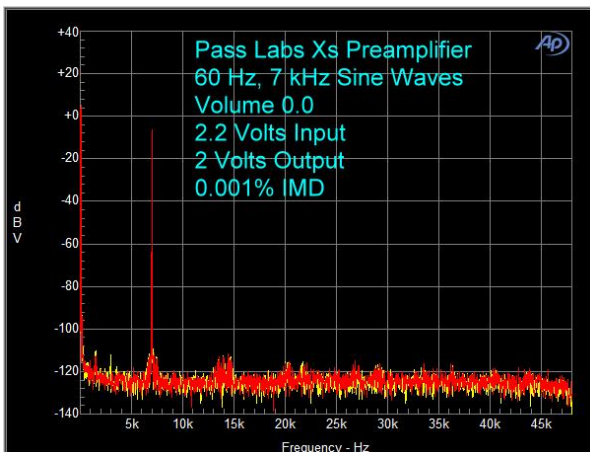 +40
Ap
Pass Labs Xs Preamplifier
+20
60 Hz, 7 kHz Sine Waves
Volume 0.0
+0
2.2 Volts Input
-20
2 Volts Output
0.001% IMD
-40
d
B
V
-60
-80
-100
-120
-140
5k 10k 15k 20k 25k 30k 35k 40k 45k
Frequency - Hz